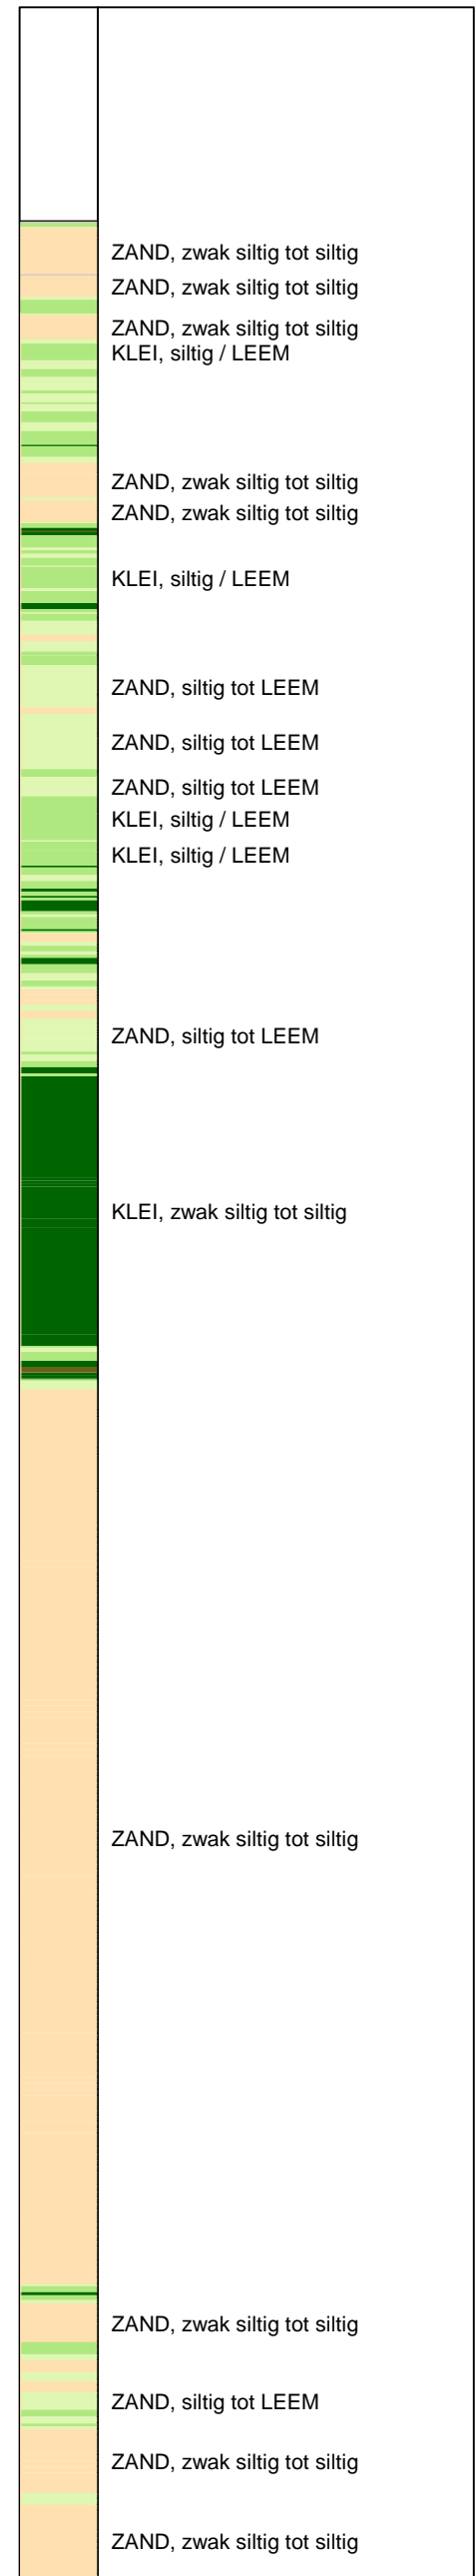 ZAND, zwak siltig tot siltig
ZAND, zwak siltig tot siltig
ZAND, zwak siltig tot siltig
KLEI, siltig / LEEM
ZAND, zwak siltig tot siltig
ZAND, zwak siltig tot siltig
KLEI, siltig / LEEM
ZAND, siltig tot LEEM
ZAND, siltig tot LEEM
ZAND, siltig tot LEEM
KLEI, siltig / LEEM
KLEI, siltig / LEEM
ZAND, siltig tot LEEM
KLEI, zwak siltig tot siltig
ZAND, zwak siltig tot siltig
ZAND, zwak siltig tot siltig
ZAND, siltig tot LEEM
ZAND, zwak siltig tot siltig
ZAND, zwak siltig tot siltig